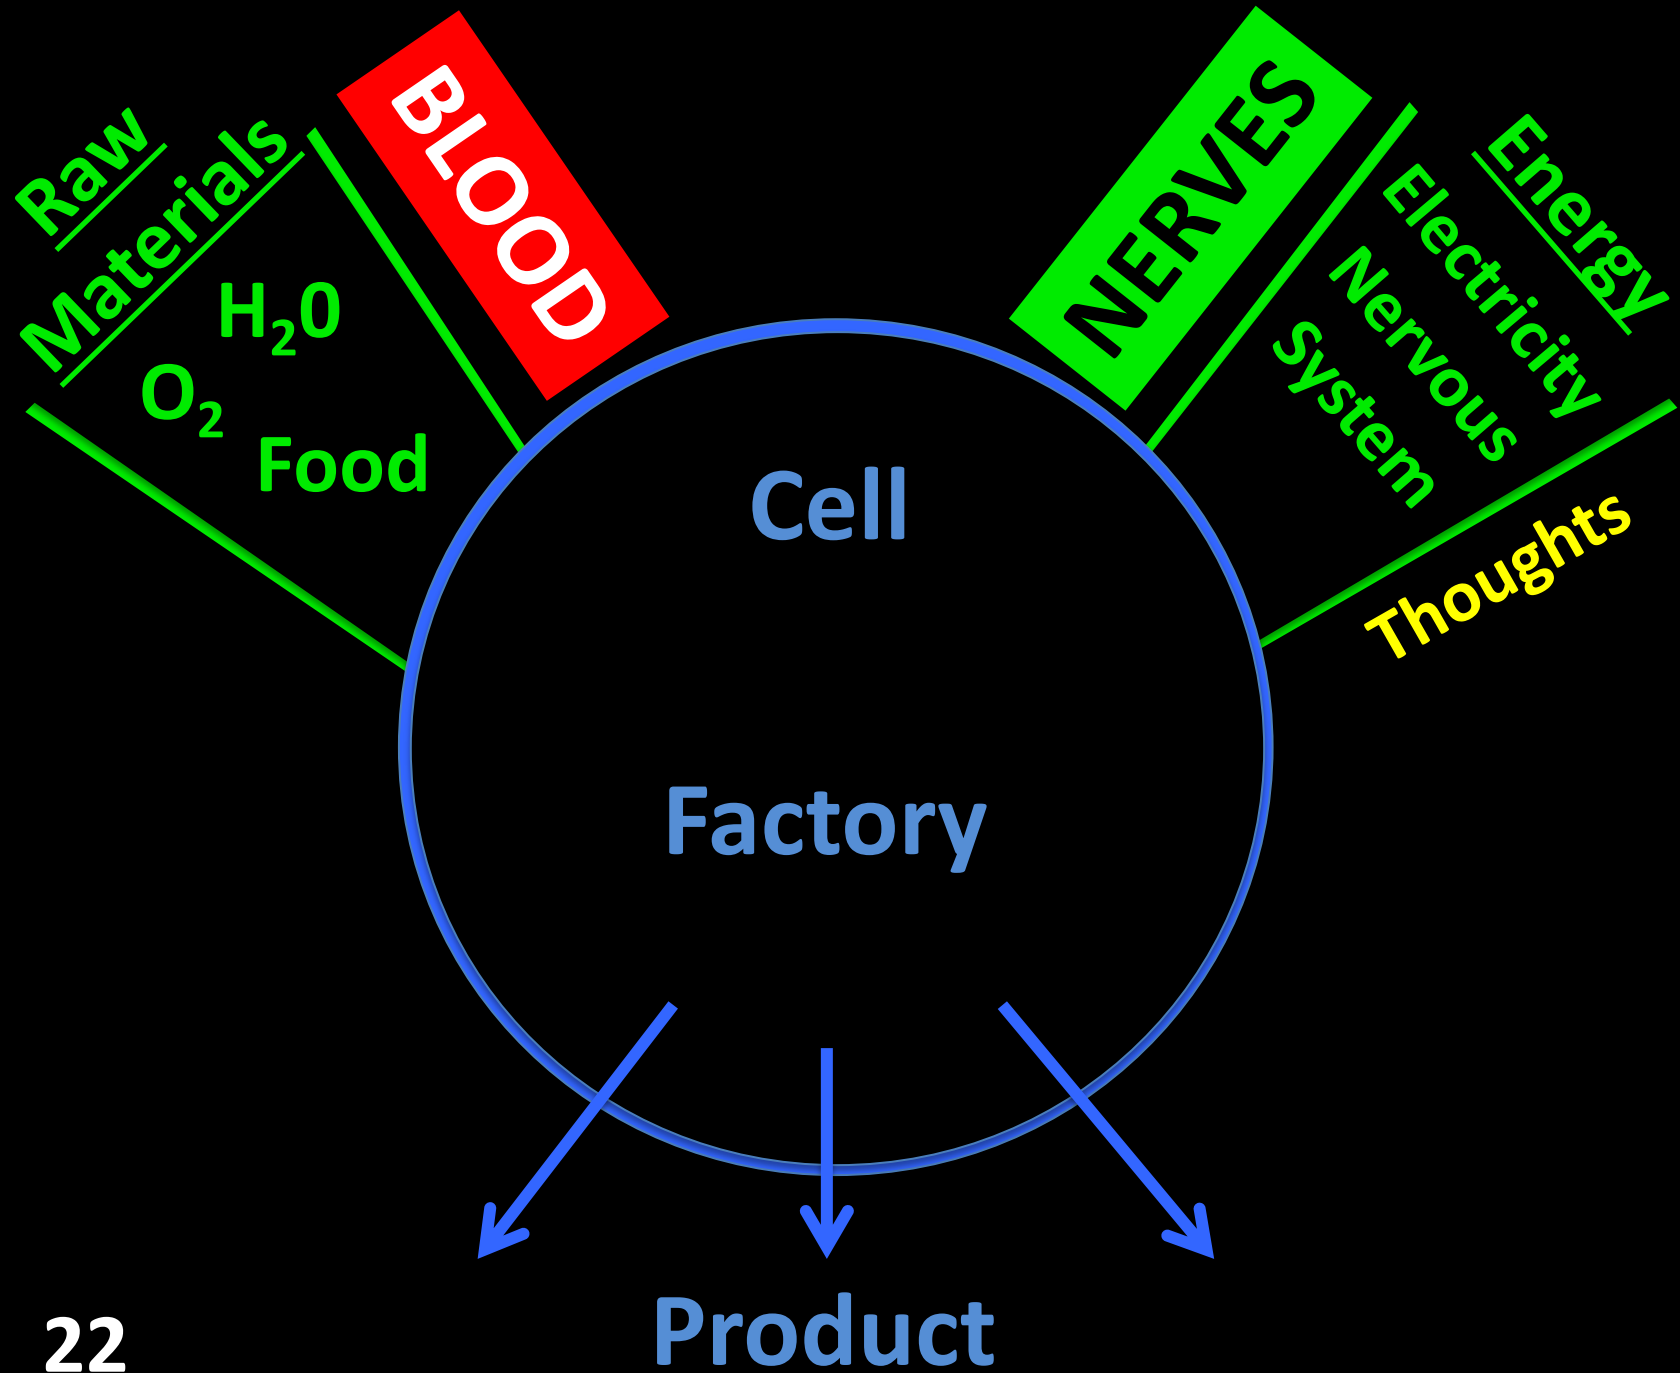 Raw
Materials
H₂0
O₂
Food
BLOOD
NERVES
Energy
Electricity
Nervous
System
Thoughts
Cell
Factory
Product
22